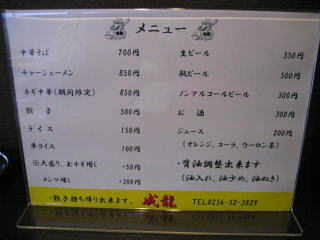 メニュー
中華そば 700円
チャーシューメン 850円
ネギ中華(期間限定) 850円
餃子 500円
ライス 150円
半ライス 100円
※大盛り、玉ネギ増し +50円
メンマ増し +300円
生ビール 350円
瓶ビール 500円
ノンアルコールビール 300円
お酒 300円
ジュース 200円
(オレンジ、コーラ、ウーロン茶)
・背油調整出来ます
(油入れ、油少め、油ぬき)
・餃子持ち帰り出来ます。 成龍 TEL0256-52-3829